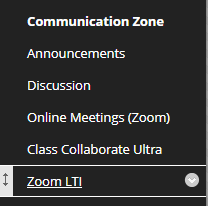 Communication Zone
Announcements
Discussion
Online Meetings (Zoom)
Class Collaborate Ultra
Zoom LTI